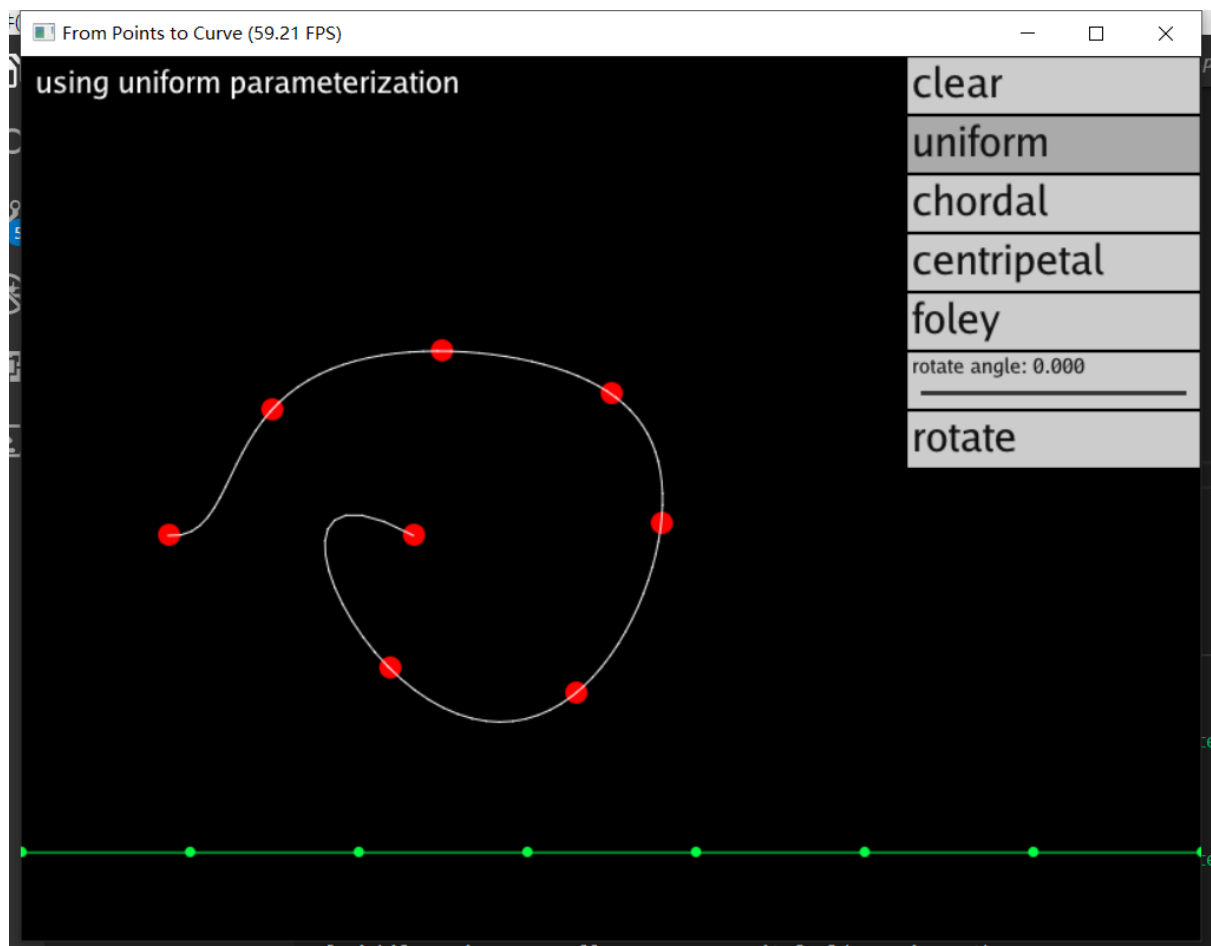 From Points to Curve (59.21 FPS)
using uniform parameterization
clear
uniform
chordal
centripetal
foley
rotate angle: 0.000
rotate